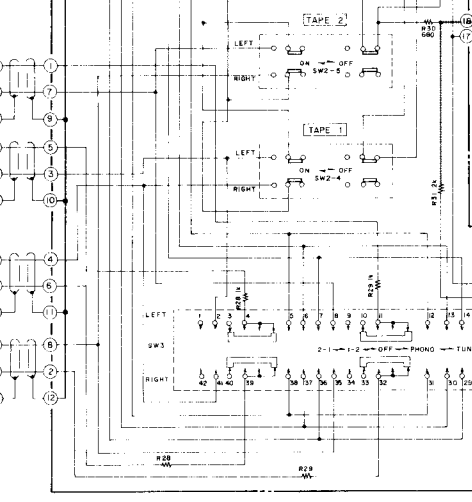 TAPE 2
18
R30
680
17
LEFT
ON OFF
SW2-5
RIGHT
1
7
9
5
3
10
TAPE 1
LEFT
ON OFF
SW2-4
RIGHT
R31 2k
4
6
11
8
2
12
R28 1k
R29 1k
LEFT
1 2 3 4 5 6 7 8 9 10 11 12 13 14
SW3
2-1 1-2 OFF PHONO TUN
RIGHT
42 41 40 39 38 37 36 35 34 33 32 31 30 29
R28
R29